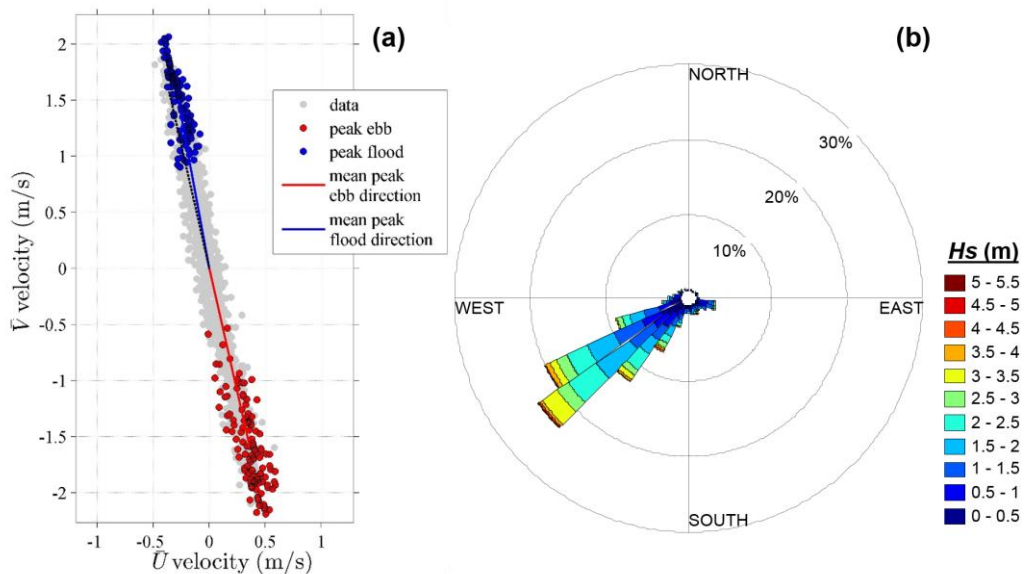 (a)
2
1.5
1
0.5
0
-0.5
-1
-1.5
-2
V̄ velocity (m/s)
-1 -0.5 0 0.5 1
Ū velocity (m/s)
data
peak ebb
peak flood
mean peak
ebb direction
mean peak
flood direction
(b)
NORTH
30%
20%
10%
WEST
EAST
SOUTH
Hs (m)
5 - 5.5
4.5 - 5
4 - 4.5
3.5 - 4
3 - 3.5
2.5 - 3
2 - 2.5
1.5 - 2
1 - 1.5
0.5 - 1
0 - 0.5